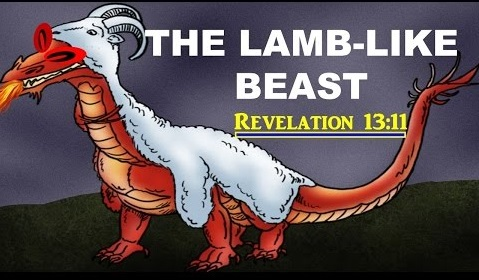 THE LAMB-LIKE
BEAST
REVELATION 13:11